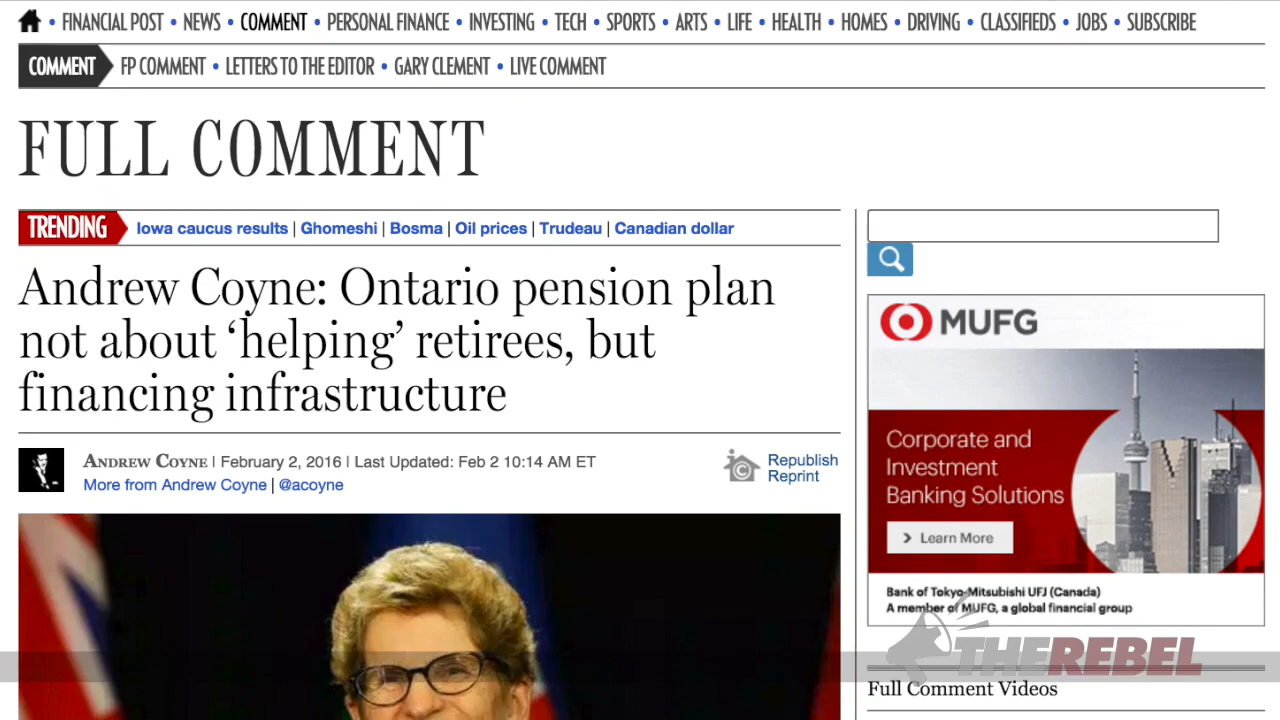 • FINANCIAL POST • NEWS • COMMENT • PERSONAL FINANCE • INVESTING • TECH • SPORTS • ARTS • LIFE • HEALTH • HOMES • DRIVING • CLASSIFIEDS • JOBS • SUBSCRIBE
COMMENT FP COMMENT • LETTERS TO THE EDITOR • GARY CLEMENT • LIVE COMMENT
FULL COMMENT
TRENDING Iowa caucus results | Ghomeshi | Bosma | Oil prices | Trudeau | Canadian dollar
Andrew Coyne: Ontario pension plan
not about ‘helping’ retirees, but
financing infrastructure
ANDREW COYNE | February 2, 2016 | Last Updated: Feb 2 10:14 AM ET
More from Andrew Coyne | @acoyne
Republish
Reprint
MUFG
Corporate and
Investment
Banking Solutions
Learn More
Bank of Tokyo-Mitsubishi UFJ (Canada)
A member of MUFG, a global financial group
THEREBEL
Full Comment Videos